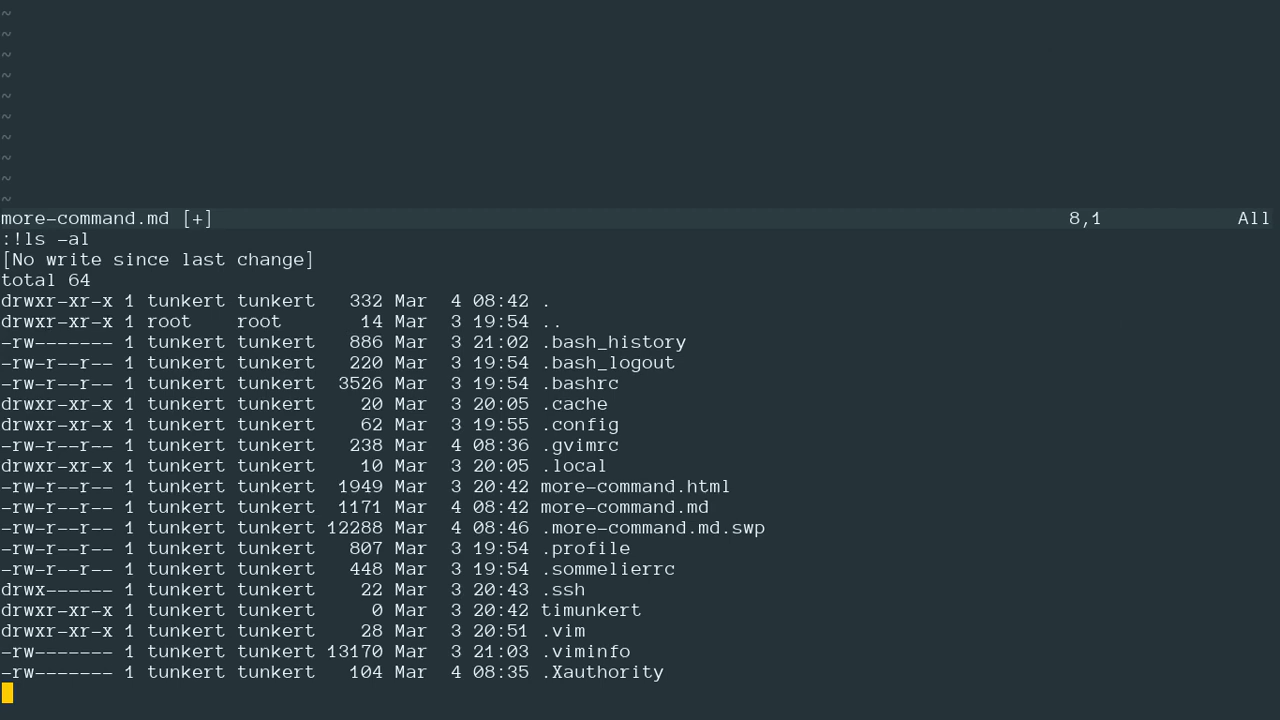 ~
~
~
~
~
~
~
~
~
~
more-command.md [+] 8,1 All
:!ls -al
[No write since last change]
total 64
drwxr-xr-x 1 tunkert tunkert   332 Mar  4 08:42 .
drwxr-xr-x 1 root    root       14 Mar  3 19:54 ..
-rw------- 1 tunkert tunkert   886 Mar  3 21:02 .bash_history
-rw-r--r-- 1 tunkert tunkert   220 Mar  3 19:54 .bash_logout
-rw-r--r-- 1 tunkert tunkert  3526 Mar  3 19:54 .bashrc
drwxr-xr-x 1 tunkert tunkert    20 Mar  3 20:05 .cache
drwxr-xr-x 1 tunkert tunkert    62 Mar  3 19:55 .config
-rw-r--r-- 1 tunkert tunkert   238 Mar  4 08:36 .gvimrc
drwxr-xr-x 1 tunkert tunkert    10 Mar  3 20:05 .local
-rw-r--r-- 1 tunkert tunkert  1949 Mar  3 20:42 more-command.html
-rw-r--r-- 1 tunkert tunkert  1171 Mar  4 08:42 more-command.md
-rw-r--r-- 1 tunkert tunkert 12288 Mar  4 08:46 .more-command.md.swp
-rw-r--r-- 1 tunkert tunkert   807 Mar  3 19:54 .profile
-rw-r--r-- 1 tunkert tunkert   448 Mar  3 19:54 .sommelierrc
drwx------ 1 tunkert tunkert    22 Mar  3 20:43 .ssh
drwxr-xr-x 1 tunkert tunkert     0 Mar  3 20:42 timunkert
drwxr-xr-x 1 tunkert tunkert    28 Mar  3 20:51 .vim
-rw------- 1 tunkert tunkert 13170 Mar  3 21:03 .viminfo
-rw------- 1 tunkert tunkert   104 Mar  4 08:35 .Xauthority